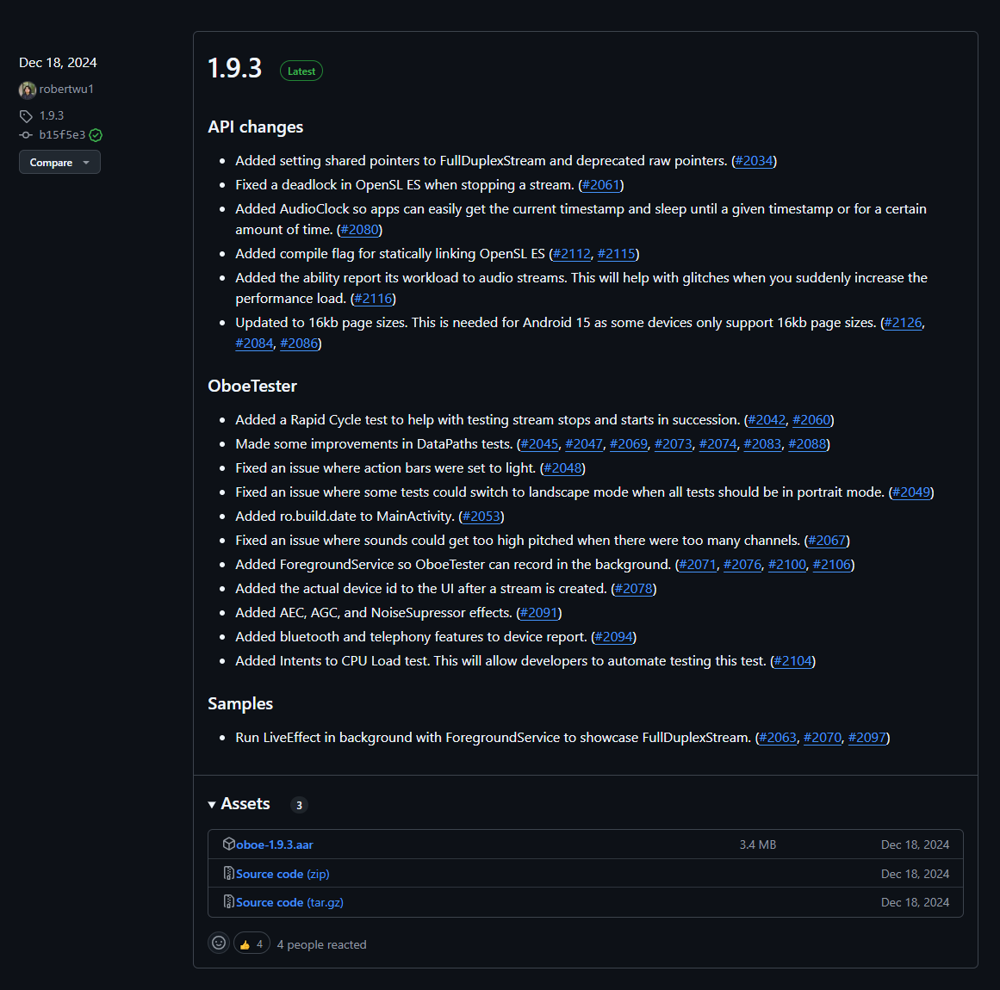 Dec 18, 2024
robertwu1
1.9.3
b15f5e3
Compare
1.9.3 Latest
API changes
• Added setting shared pointers to FullDuplexStream and deprecated raw pointers. (#2034)
• Fixed a deadlock in OpenSL ES when stopping a stream. (#2061)
• Added AudioClock so apps can easily get the current timestamp and sleep until a given timestamp or for a certain
amount of time. (#2080)
• Added compile flag for statically linking OpenSL ES (#2112, #2115)
• Added the ability report its workload to audio streams. This will help with glitches when you suddenly increase the
performance load. (#2116)
• Updated to 16kb page sizes. This is needed for Android 15 as some devices only support 16kb page sizes. (#2126,
#2084, #2086)
OboeTester
• Added a Rapid Cycle test to help with testing stream stops and starts in succession. (#2042, #2060)
• Made some improvements in DataPaths tests. (#2045, #2047, #2069, #2073, #2074, #2083, #2088)
• Fixed an issue where action bars were set to light. (#2048)
• Fixed an issue where some tests could switch to landscape mode when all tests should be in portrait mode. (#2049)
• Added ro.build.date to MainActivity. (#2053)
• Fixed an issue where sounds could get too high pitched when there were too many channels. (#2067)
• Added ForegroundService so OboeTester can record in the background. (#2071, #2076, #2100, #2106)
• Added the actual device id to the UI after a stream is created. (#2078)
• Added AEC, AGC, and NoiseSupressor effects. (#2091)
• Added bluetooth and telephony features to device report. (#2094)
• Added Intents to CPU Load test. This will allow developers to automate testing this test. (#2104)
Samples
• Run LiveEffect in background with ForegroundService to showcase FullDuplexStream. (#2063, #2070, #2097)
Assets 3
oboe-1.9.3.aar 3.4 MB Dec 18, 2024
Source code (zip) Dec 18, 2024
Source code (tar.gz) Dec 18, 2024
👍 4 4 people reacted